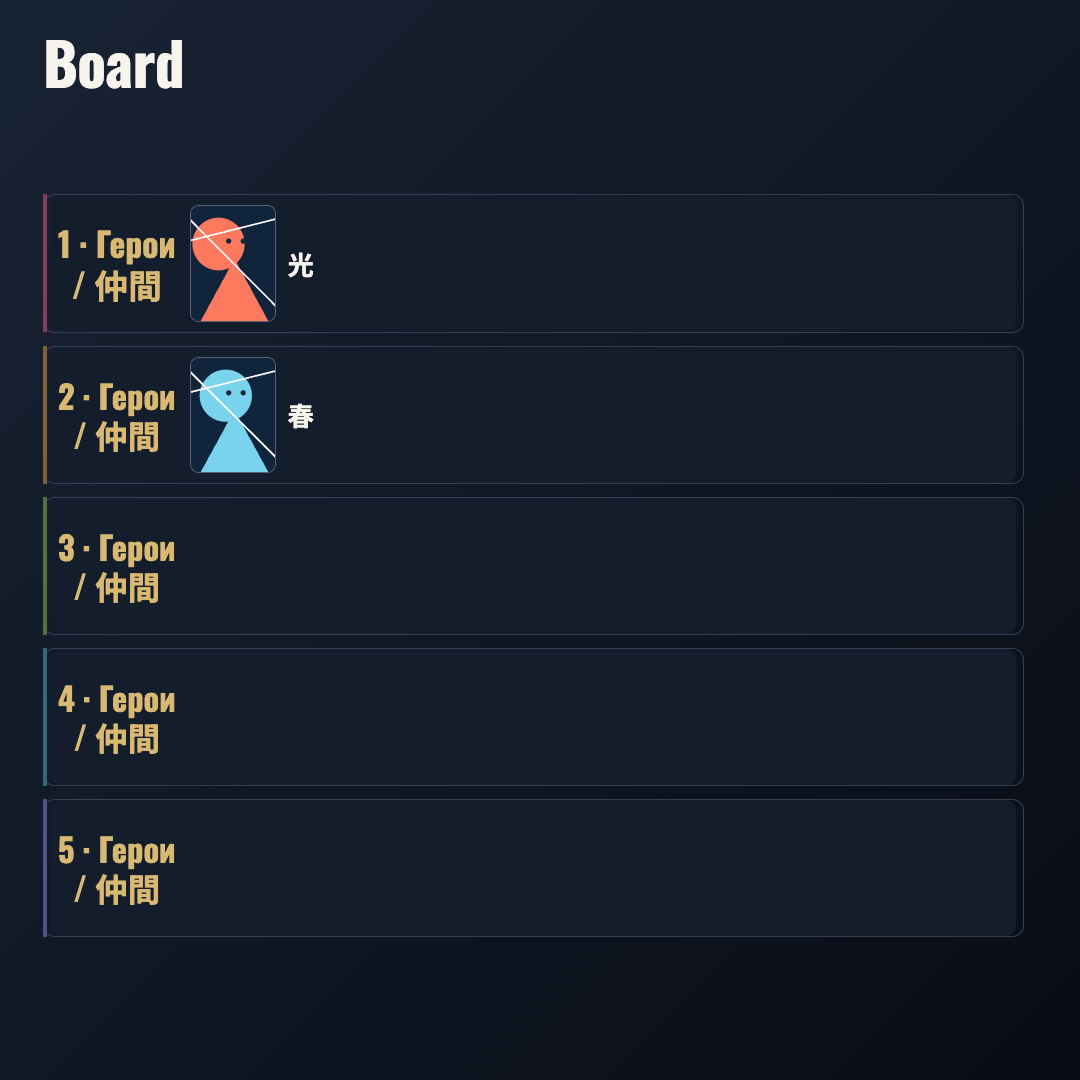 Board
1 · Герои
/ 仲間
光
2 · Герои
/ 仲間
春
3 · Герои
/ 仲間
4 · Герои
/ 仲間
5 · Герои
/ 仲間